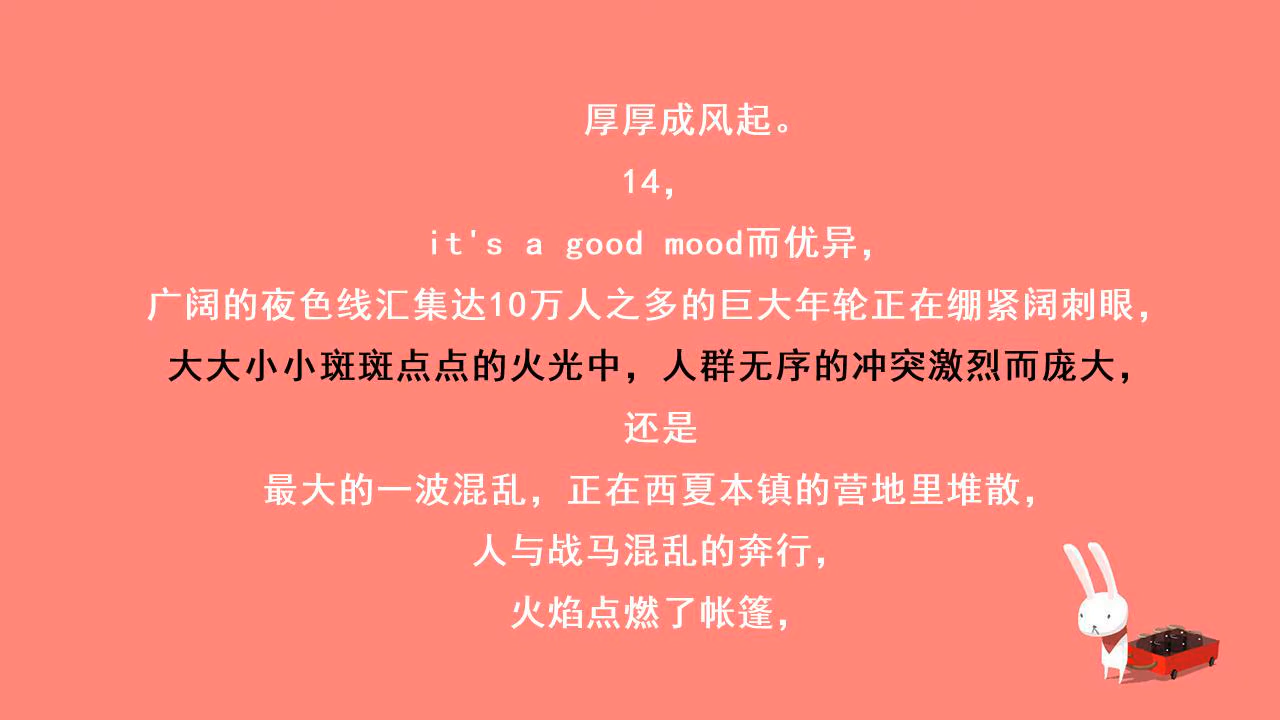 厚厚成风起。
14，
it's a good mood而优异，
广阔的夜色线汇集达10万人之多的巨大年轮正在绷紧阔刺眼，
大大小小斑斑点点的火光中，人群无序的冲突激烈而庞大，
还是
最大的一波混乱，正在西夏本镇的营地里堆散，
人与战马混乱的奔行，
火焰点燃了帐篷，